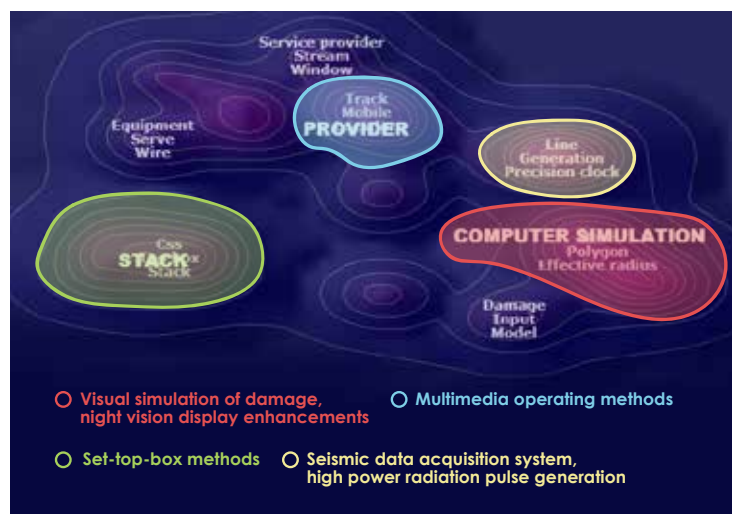 Service provider
Stream
Window
Track
Mobile
PROVIDER
Equipment
Serve
Wire
Line
Generation
Precision clock
Css
STACK
Stack
COMPUTER SIMULATION
Polygon
Effective radius
Damage
Input
Model
Visual simulation of damage,
night vision display enhancements
Multimedia operating methods
Set-top-box methods
Seismic data acquisition system,
high power radiation pulse generation